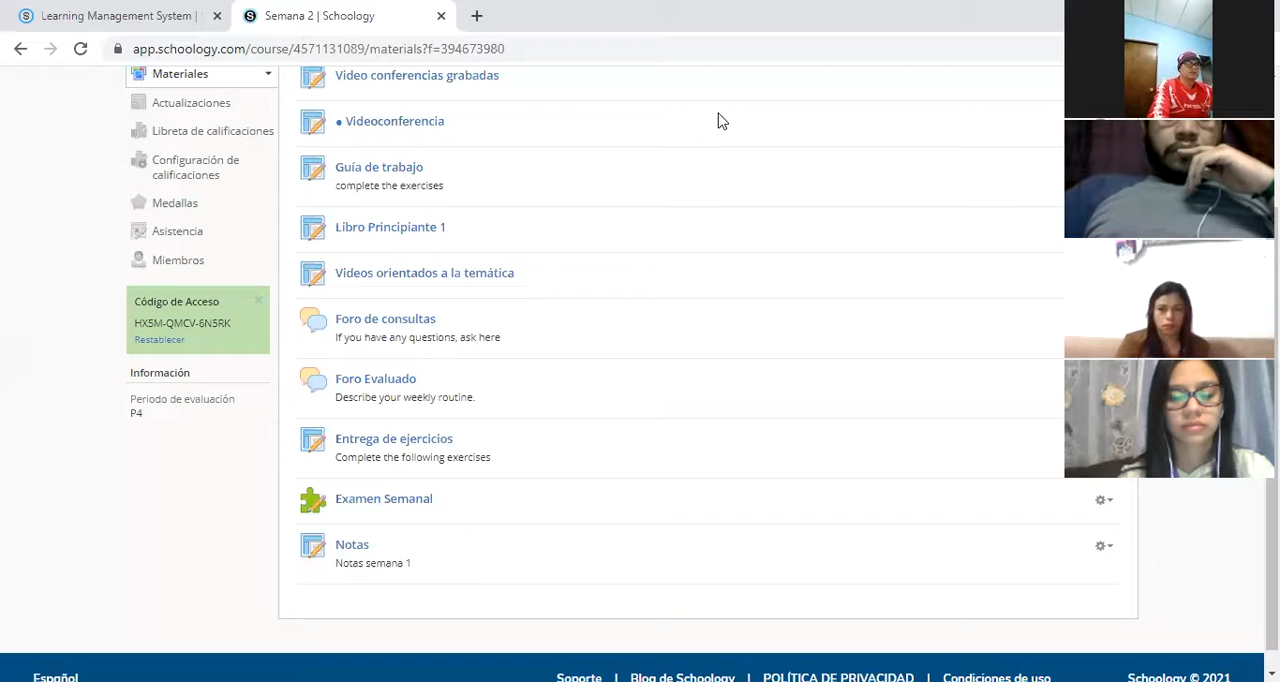 Learning Management System |
Semana 2 | Schoology
app.schoology.com/course/4571131089/materials?f=394673980
Materiales
Actualizaciones
Libreta de calificaciones
Configuración de
calificaciones
Medallas
Asistencia
Miembros
Código de Acceso
HX5M-QMCV-6N5RK
Restablecer
Información
Periodo de evaluación
P4
Video conferencias grabadas
● Videoconferencia
Guía de trabajo
complete the exercises
Libro Principiante 1
Videos orientados a la temática
Foro de consultas
If you have any questions, ask here
Foro Evaluado
Describe your weekly routine.
Entrega de ejercicios
Complete the following exercises
Examen Semanal
Notas
Notas semana 1
Español
Soporte | Blog de Schoology | POLÍTICA DE PRIVACIDAD | Condiciones de uso
Schoology © 2021